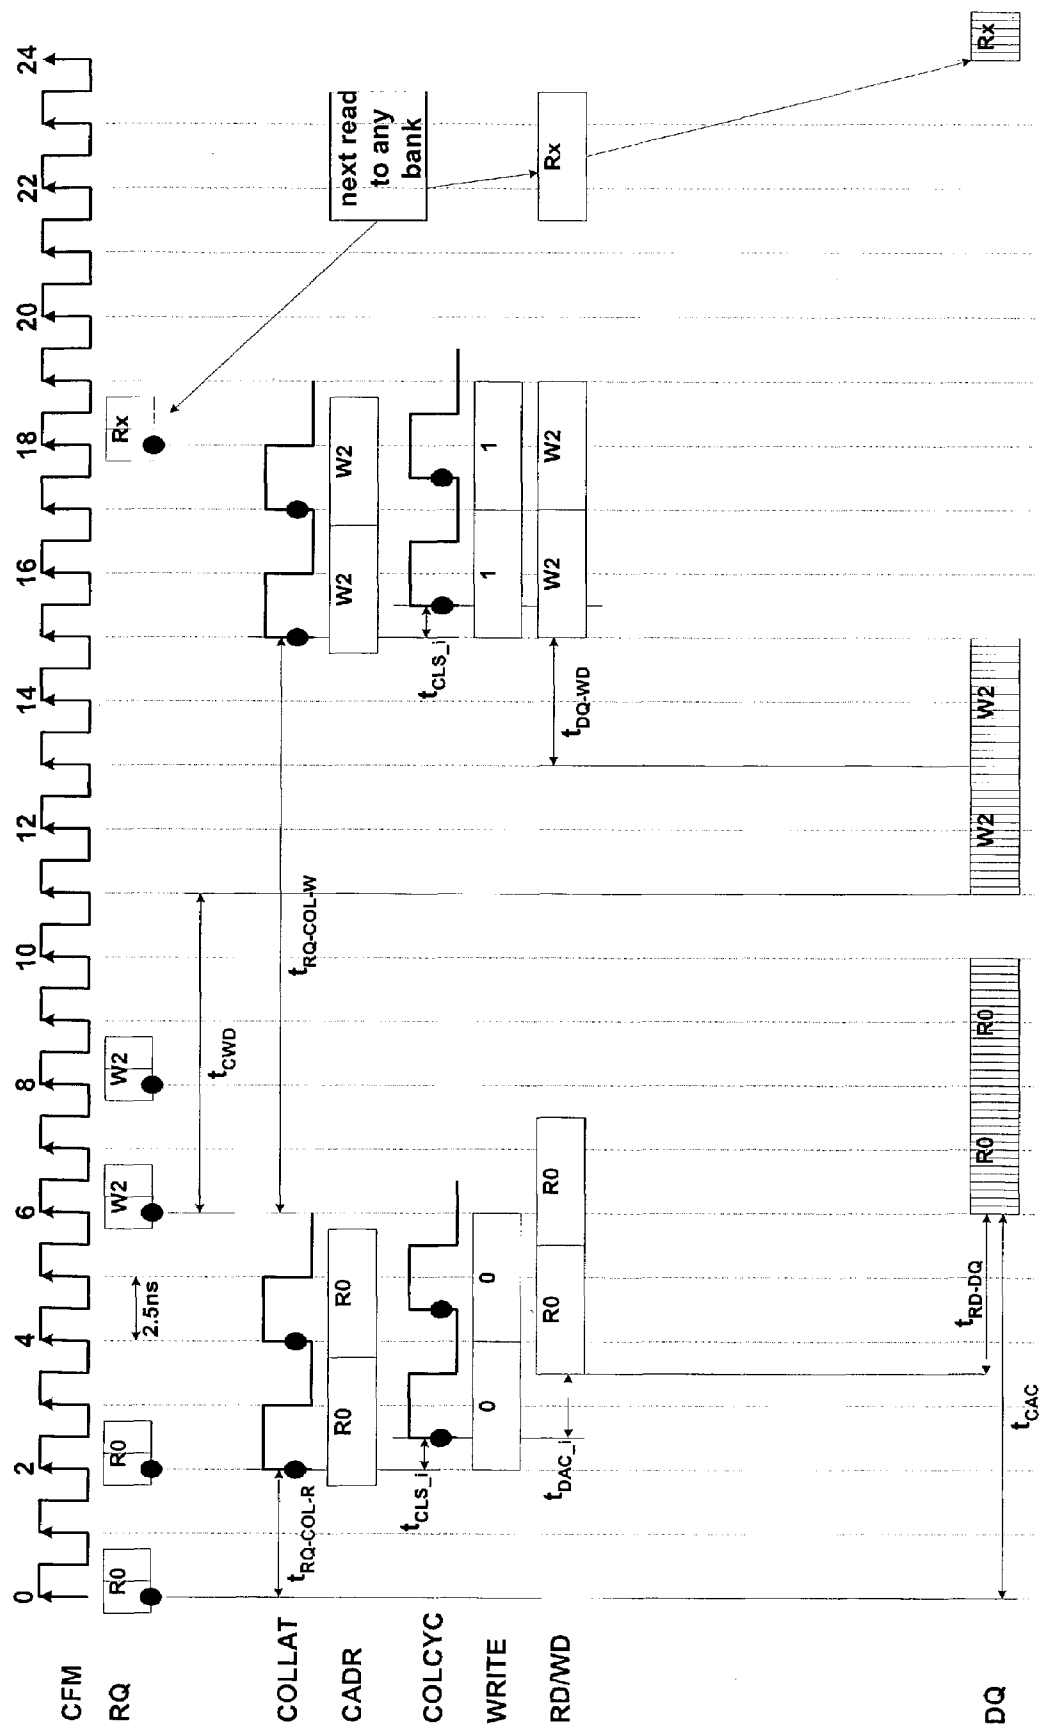 CFM
0
2
4
6
8
10
12
14
16
18
20
22
24
RQ
R0
R0
2.5ns
W2
W2
Rx
tCWD
COLLAT
tRQ-COL-R
tRQ-COL-W
CADR
R0
R0
W2
W2
next read
to any
bank
COLCYC
tCLS_i
tCLS_i
WRITE
0
0
1
1
RD/WD
tDAC_i
R0
R0
tDQ-WD
W2
W2
Rx
DQ
tCAC
tRD-DQ
R0
R0
W2
W2
Rx